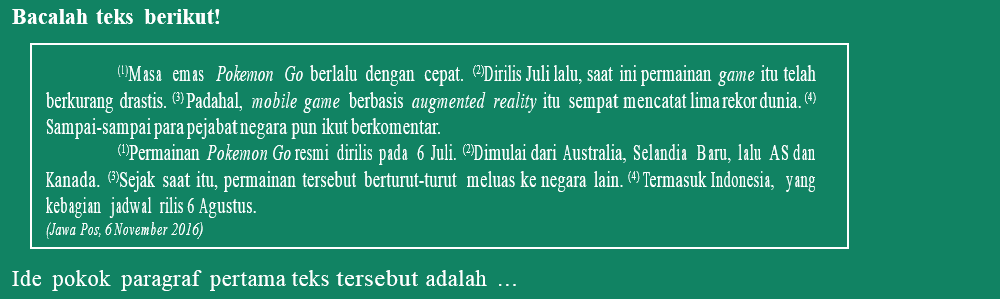 Bacalah teks berikut!
(1)Masa emas Pokemon Go berlalu dengan cepat. (2)Dirilis Juli lalu, saat ini permainan game itu telah
berkurang drastis. (3) Padahal, mobile game berbasis augmented reality itu sempat mencatat lima rekor dunia. (4)
Sampai-sampai para pejabat negara pun ikut berkomentar.
(1)Permainan Pokemon Go resmi dirilis pada 6 Juli. (2)Dimulai dari Australia, Selandia Baru, lalu AS dan
Kanada. (3)Sejak saat itu, permainan tersebut berturut-turut meluas ke negara lain. (4) Termasuk Indonesia, yang
kebagian jadwal rilis 6 Agustus.
(Jawa Pos, 6 November 2016)
Ide pokok paragraf pertama teks tersebut adalah ...